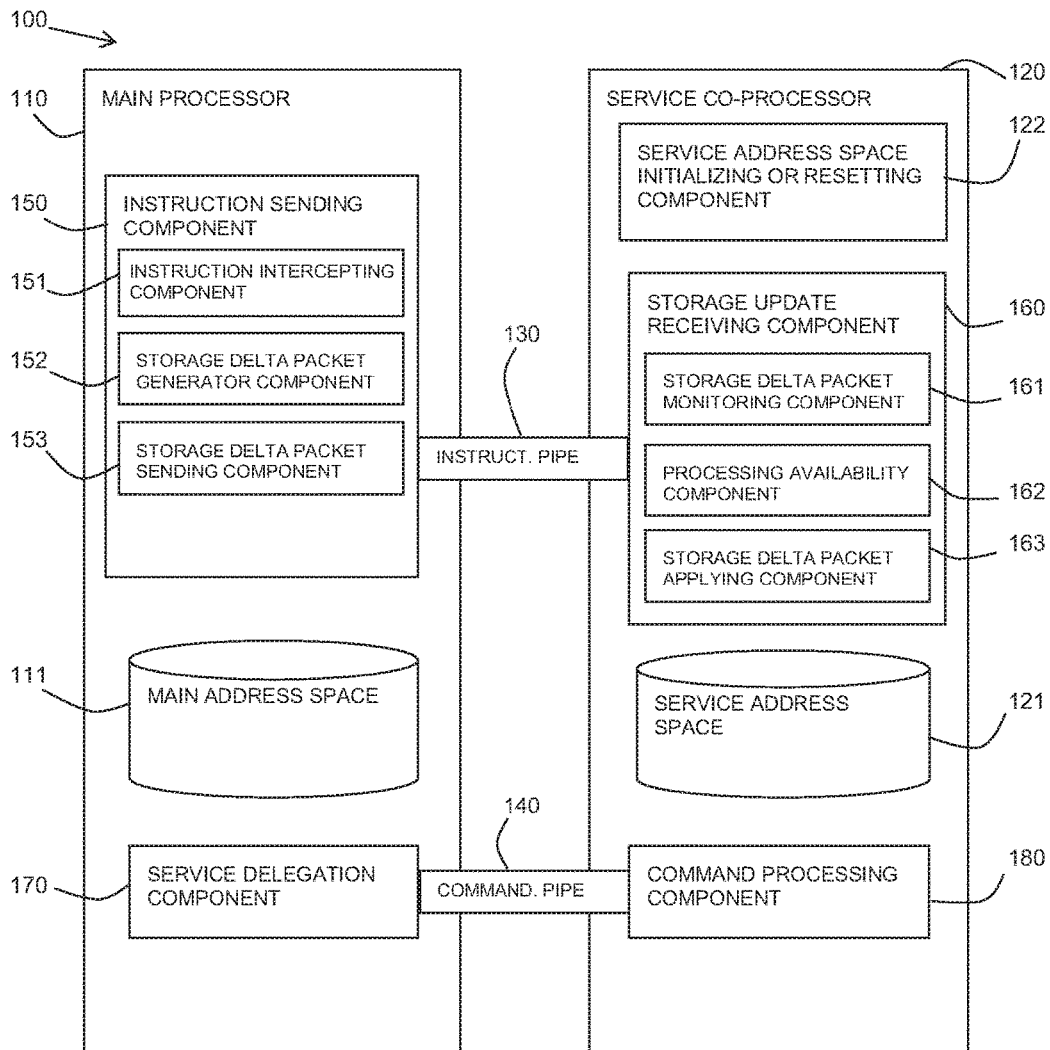 100
110
MAIN PROCESSOR
150
INSTRUCTION SENDING
COMPONENT
151
INSTRUCTION INTERCEPTING
COMPONENT
152
STORAGE DELTA PACKET
GENERATOR COMPONENT
153
STORAGE DELTA PACKET
SENDING COMPONENT
130
INSTRUCT. PIPE
120
SERVICE CO-PROCESSOR
122
SERVICE ADDRESS SPACE
INITIALIZING OR RESETTING
COMPONENT
160
STORAGE UPDATE
RECEIVING COMPONENT
161
STORAGE DELTA PACKET
MONITORING COMPONENT
162
PROCESSING AVAILABILITY
COMPONENT
163
STORAGE DELTA PACKET
APPLYING COMPONENT
111
MAIN ADDRESS SPACE
121
SERVICE ADDRESS
SPACE
140
170
SERVICE DELEGATION
COMPONENT
COMMAND. PIPE
180
COMMAND PROCESSING
COMPONENT